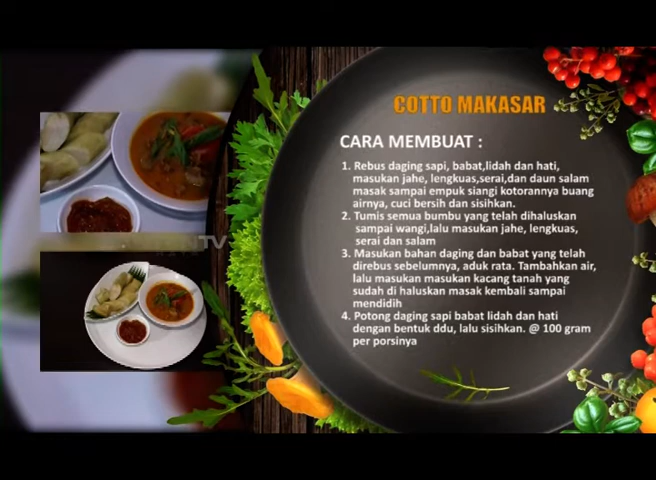 COTTO MAKASAR
CARA MEMBUAT :
1. Rebus daging sapi, babat,lidah dan hati,
masukan jahe, lengkuas,serai,dan daun salam
masak sampai empuk siangi kotorannya buang
airnya, cuci bersih dan sisihkan.
2. Tumis semua bumbu yang telah dihaluskan
sampai wangi,lalu masukan jahe, lengkuas,
serai dan salam
3. Masukan bahan daging dan babat yang telah
direbus sebelumnya, aduk rata. Tambahkan air,
lalu masukan masukan kacang tanah yang
sudah di haluskan masak kembali sampai
mendidih
4. Potong daging sapi babat lidah dan hati
dengan bentuk ddu, lalu sisihkan. @ 100 gram
per porsinya